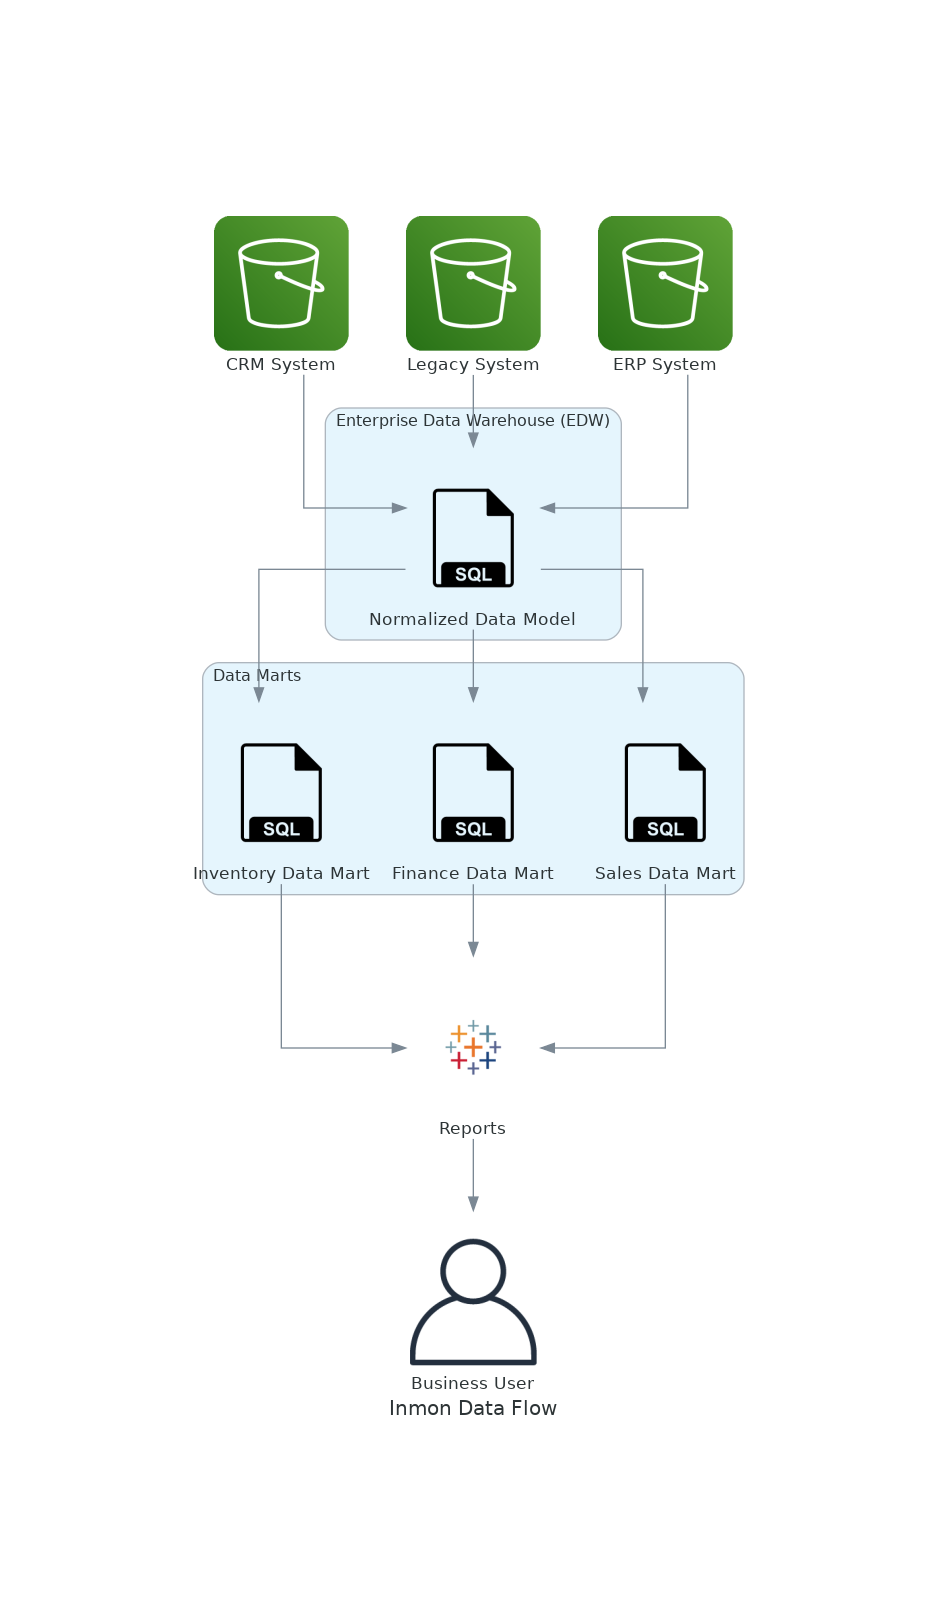 CRM System
Legacy System
ERP System
Enterprise Data Warehouse (EDW)
SQL
Normalized Data Model
Data Marts
SQL
SQL
SQL
Inventory Data Mart
Finance Data Mart
Sales Data Mart
Reports
Business User
Inmon Data Flow